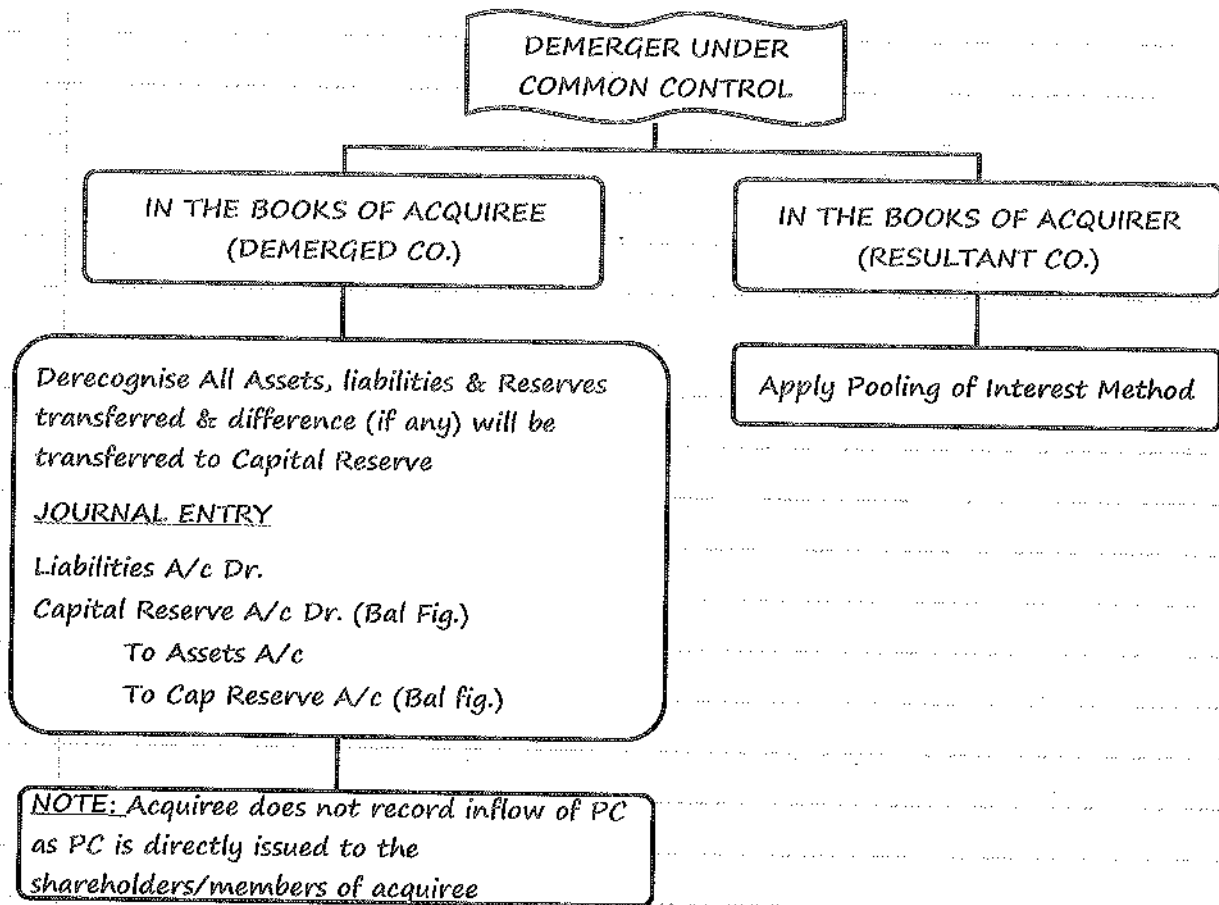 DEMERGER UNDER
COMMON CONTROL
IN THE BOOKS OF ACQUIREE
(DEMERGED CO.)
IN THE BOOKS OF ACQUIRER
(RESULTANT CO.)
Derecognise All Assets, liabilities & Reserves
transferred & difference (if any) will be
transferred to Capital Reserve
JOURNAL ENTRY
Liabilities A/c Dr.
Capital Reserve A/c Dr. (Bal Fig.)
To Assets A/c
To Cap Reserve A/c (Bal fig.)
Apply Pooling of Interest Method
NOTE: Acquiree does not record inflow of PC
as PC is directly issued to the
shareholders/members of acquiree